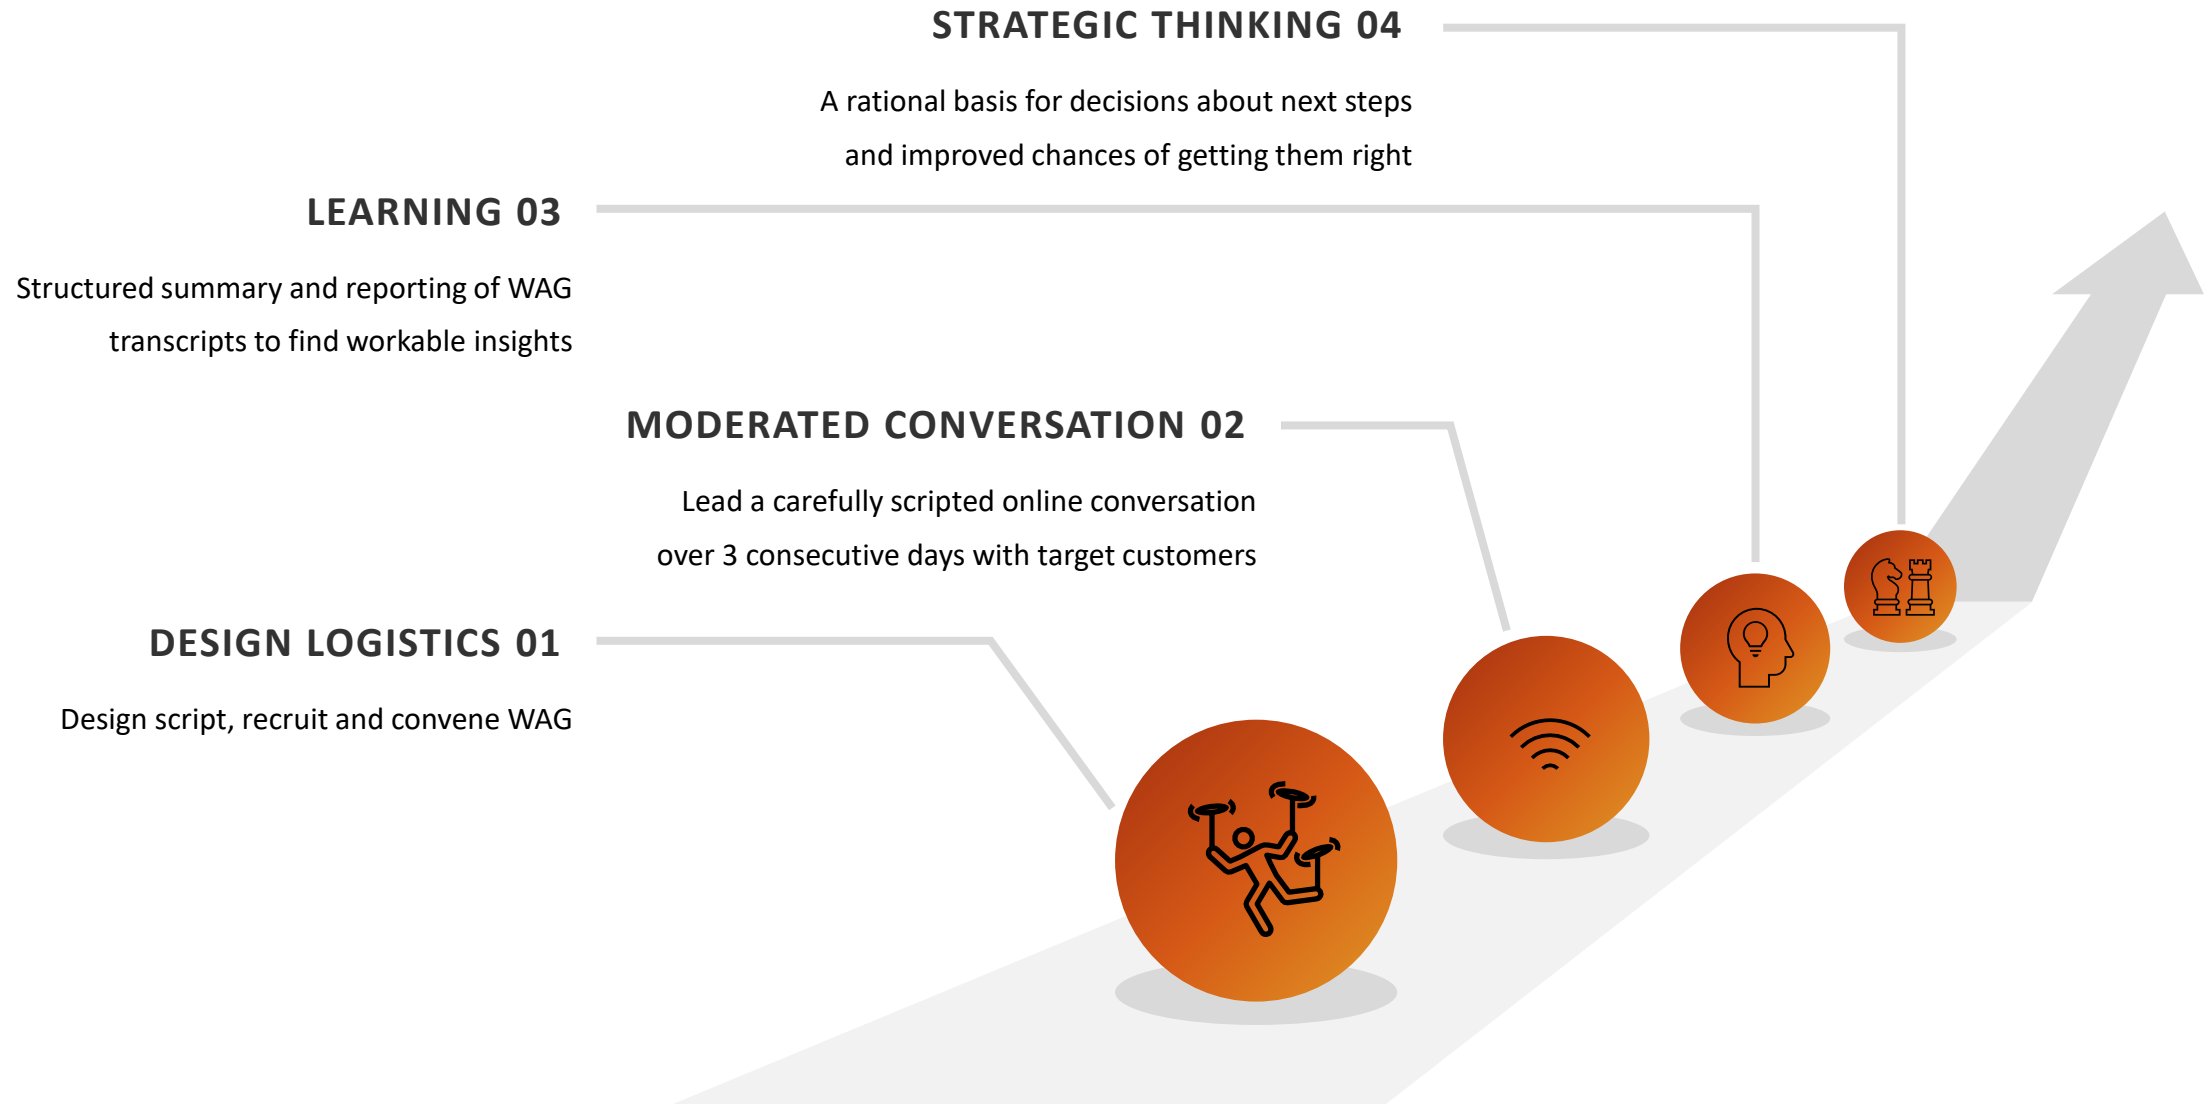 STRATEGIC THINKING 04
A rational basis for decisions about next steps
and improved chances of getting them right
LEARNING 03
Structured summary and reporting of WAG
transcripts to find workable insights
MODERATED CONVERSATION 02
Lead a carefully scripted online conversation
over 3 consecutive days with target customers
DESIGN LOGISTICS 01
Design script, recruit and convene WAG